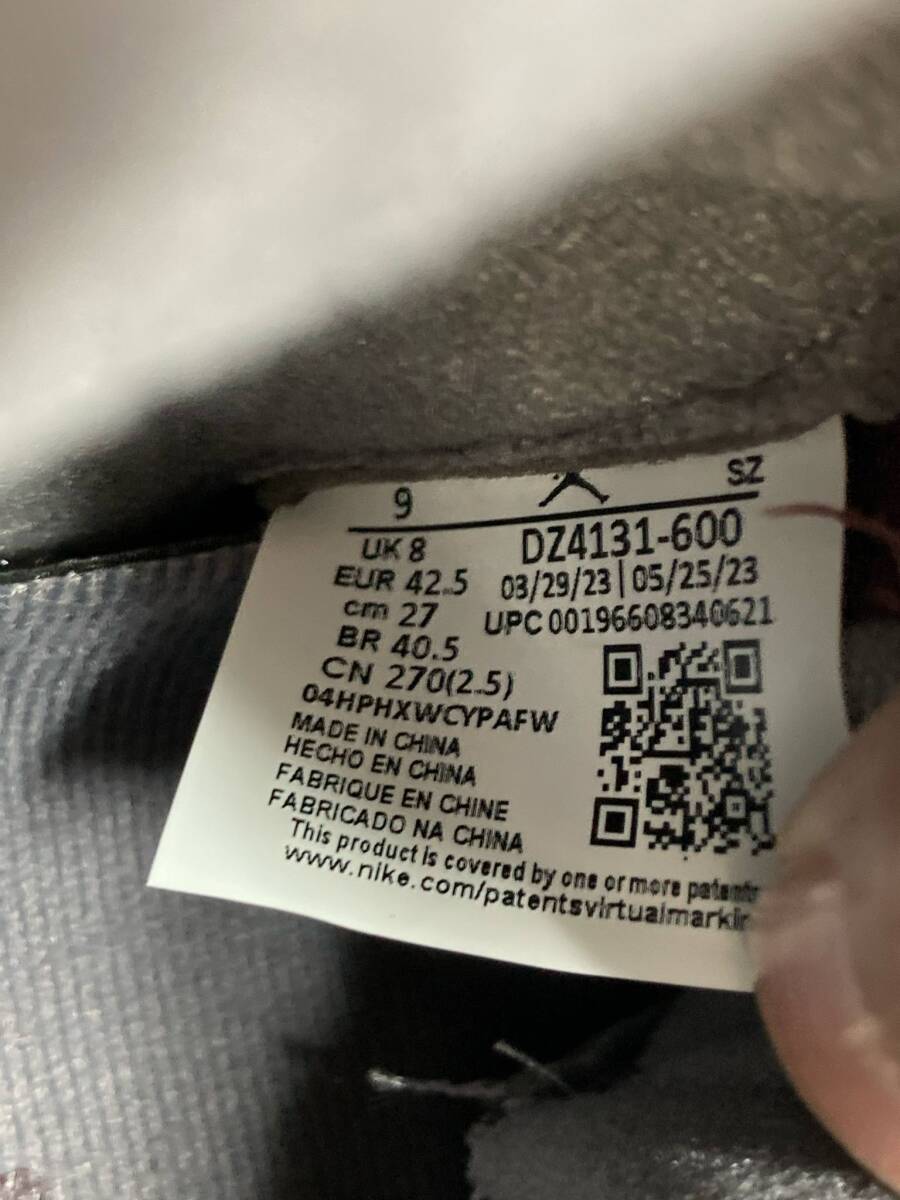 9 SZ
UK 8
EUR 42.5
cm 27
BR 40.5
CN 270(2.5)
DZ4131-600
03/29/23 | 05/25/23
UPC 00196608340621
04HPHXWCYPAFW
MADE IN CHINA
HECHO EN CHINA
FABRIQUE EN CHINE
FABRICADO NA CHINA
This product is covered by one or more patents
www.nike.com/patentsvirtualmarkin